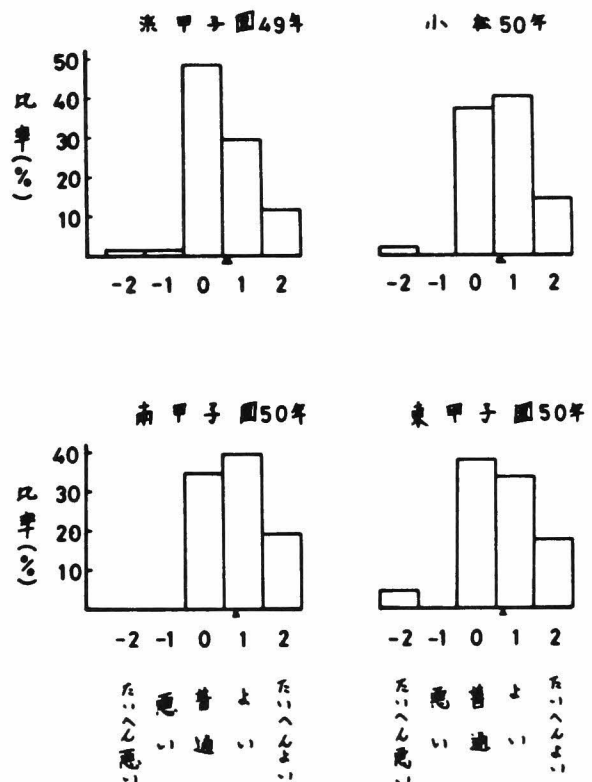 浜甲子園49年
小松50年
比率(%)
50
40
30
20
10
-2 -1 0 1 2
-2 -1 0 1 2
南甲子園50年
東甲子園50年
比率(%)
40
30
20
10
-2 -1 0 1 2
-2 -1 0 1 2
たいへん悪い
悪い
普通
よい
たいへんよい
たいへん悪い
悪い
普通
よい
たいへんよい